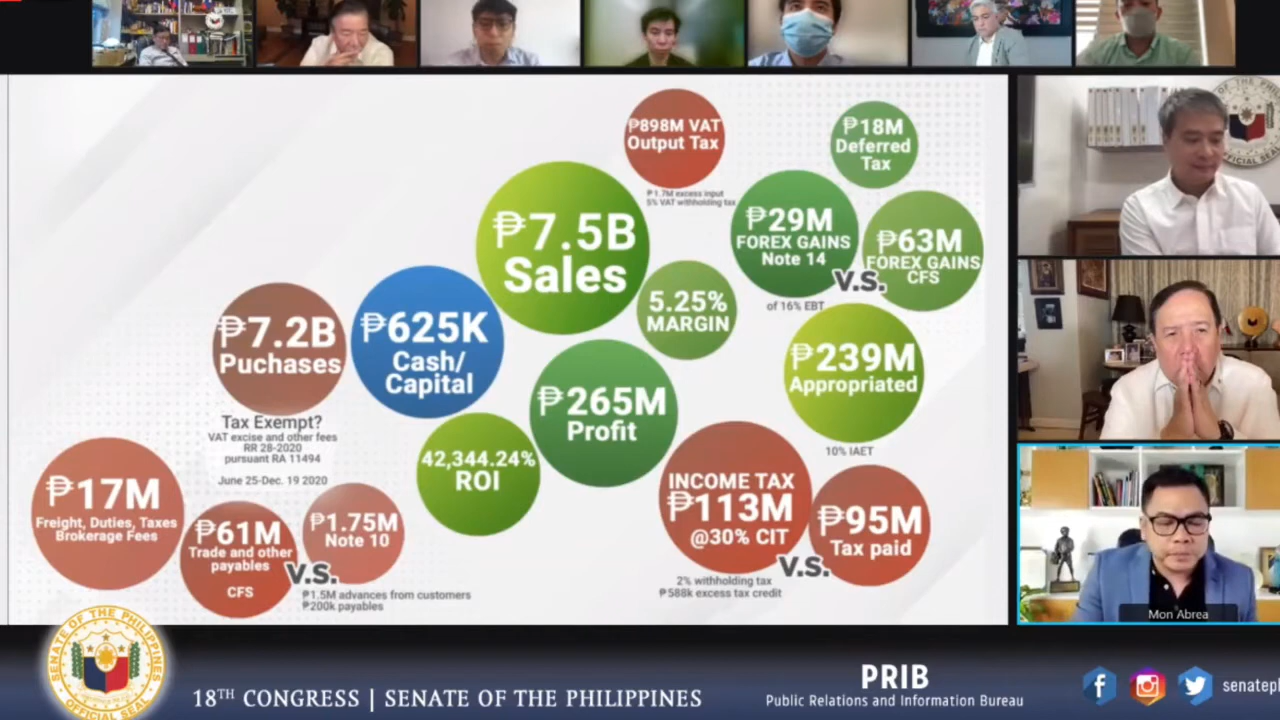 ₱898M VAT
Output Tax
₱1.7M excess input
5% VAT withholding tax
₱18M
Deferred
Tax
₱7.5B
Sales
₱29M
FOREX GAINS
Note 14
of 16% EBT
V.S.
₱63M
FOREX GAINS
CFS
5.25%
MARGIN
₱7.2B
Puchases
Tax Exempt?
VAT excise and other fees
RR 28-2020
pursuant RA 11494
June 25-Dec. 19 2020
₱625K
Cash/
Capital
₱265M
Profit
₱239M
Appropriated
10% IAET
42,344.24%
ROI
₱17M
Freight, Duties, Taxes
Brokerage Fees
₱61M
Trade and other
payables
CFS
V.S.
₱1.75M
Note 10
₱1.5M advances from customers
₱200k payables
INCOME TAX
₱113M
@30% CIT
2% withholding tax
₱588k excess tax credit
V.S.
₱95M
Tax paid
Mon Abrea
SENATE OF THE PHILIPPINES
OFFICIAL SEAL
18TH CONGRESS | SENATE OF THE PHILIPPINES
PRIB
Public Relations and Information Bureau
senateph